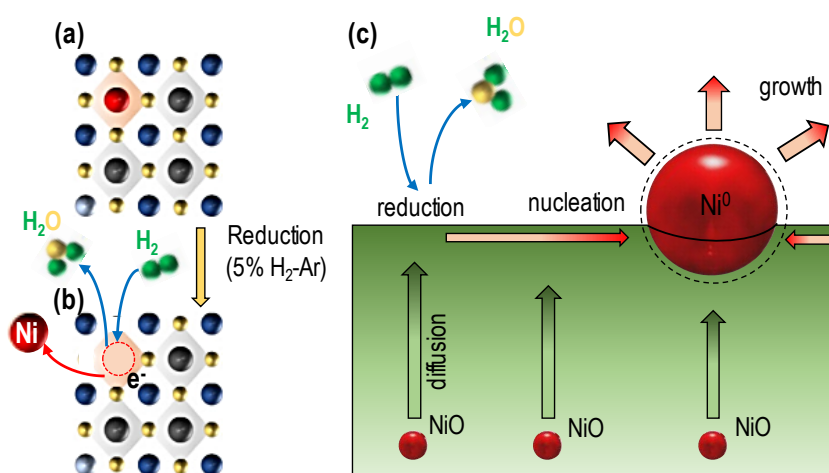 (a)
H₂O
H₂
Reduction
(5% H₂-Ar)
(b)
Ni
e⁻
(c)
H₂O
H₂
growth
reduction
nucleation
Ni⁰
diffusion
NiO
NiO
NiO